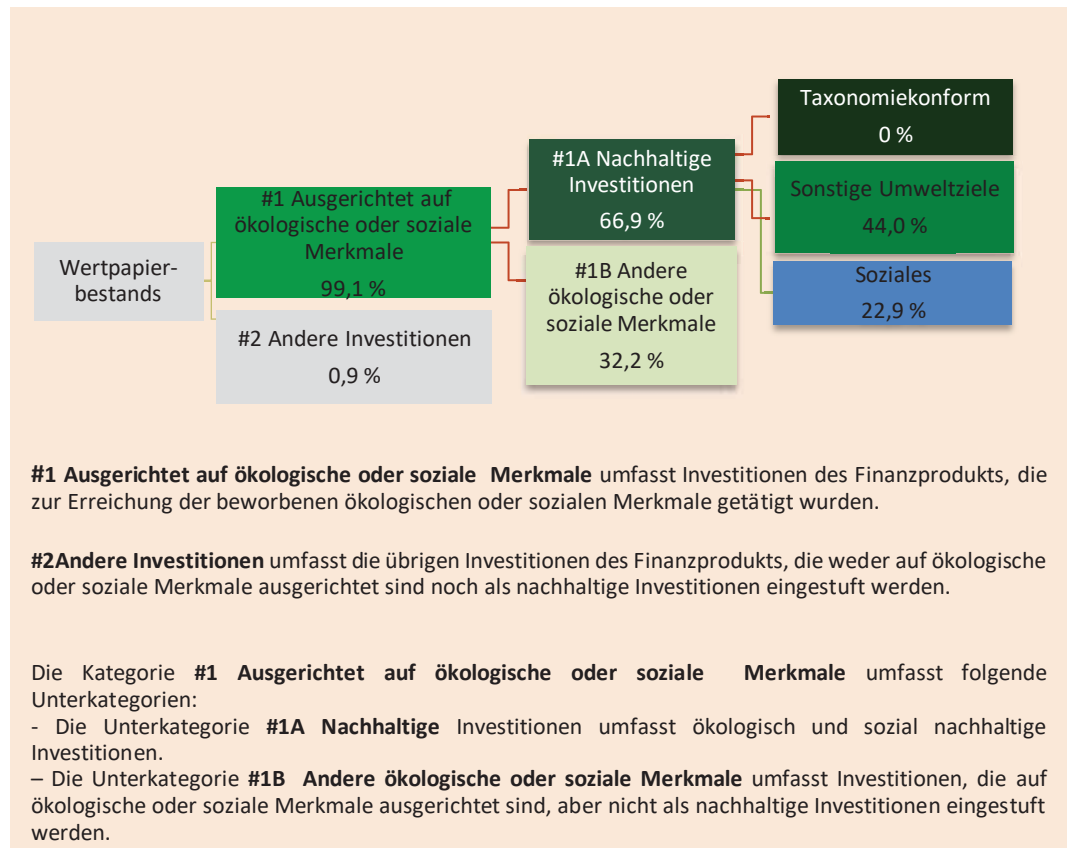 Taxonomiekonform
0 %
#1A Nachhaltige
Investitionen
66,9 %
Sonstige Umweltziele
44,0 %
#1 Ausgerichtet auf
ökologische oder soziale
Merkmale
99,1 %
Wertpapier-
bestands
#1B Andere
ökologische oder
soziale Merkmale
32,2 %
Soziales
22,9 %
#2 Andere Investitionen
0,9 %
#1 Ausgerichtet auf ökologische oder soziale Merkmale umfasst Investitionen des Finanzprodukts, die
zur Erreichung der beworbenen ökologischen oder sozialen Merkmale getätigt wurden.
#2Andere Investitionen umfasst die übrigen Investitionen des Finanzprodukts, die weder auf ökologische
oder soziale Merkmale ausgerichtet sind noch als nachhaltige Investitionen eingestuft werden.
Die Kategorie #1 Ausgerichtet auf ökologische oder soziale Merkmale umfasst folgende
Unterkategorien:
- Die Unterkategorie #1A Nachhaltige Investitionen umfasst ökologisch und sozial nachhaltige
Investitionen.
– Die Unterkategorie #1B Andere ökologische oder soziale Merkmale umfasst Investitionen, die auf
ökologische oder soziale Merkmale ausgerichtet sind, aber nicht als nachhaltige Investitionen eingestuft
werden.